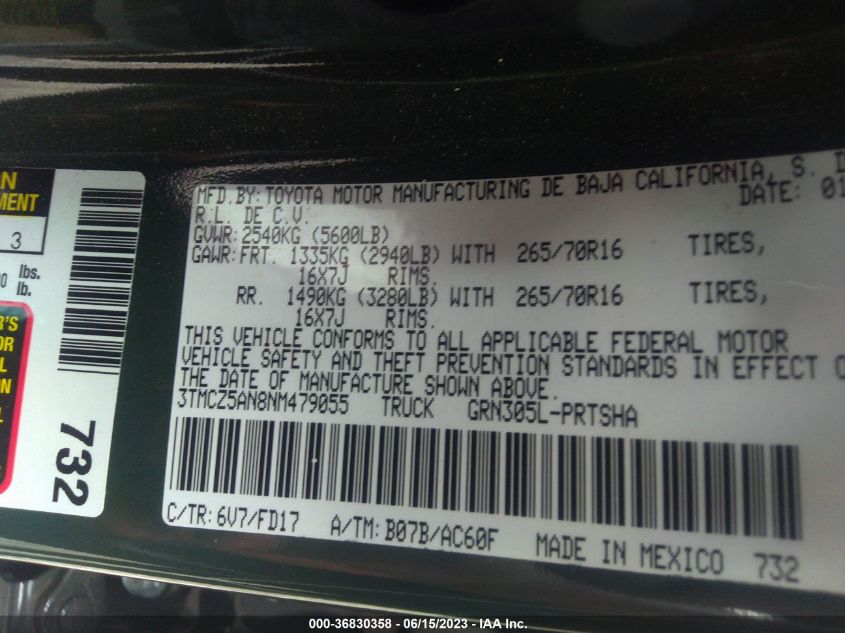 N
MENT
3
lbs.
lb.
R'S
OR
L
ION
732
MFD.BY: TOYOTA MOTOR MANUFACTURING DE BAJA CALIFORNIA, S. D
R.L. DE C.V. DATE: 01
GVWR: 2540KG (5600LB)
GAWR: FRT. 1335KG (2940LB) WITH 265/70R16 TIRES,
16X7J RIMS.
RR. 1490KG (3280LB) WITH 265/70R16 TIRES,
16X7J RIMS.
THIS VEHICLE CONFORMS TO ALL APPLICABLE FEDERAL MOTOR
VEHICLE SAFETY AND THEFT PREVENTION STANDARDS IN EFFECT O
THE DATE OF MANUFACTURE SHOWN ABOVE.
3TMCZ5AN8NM479055 TRUCK GRN305L-PRTSHA
C/TR: 6V7/FD17 A/TM: B07B/AC60F MADE IN MEXICO 732
000-36830358 - 06/15/2023 - IAA Inc.